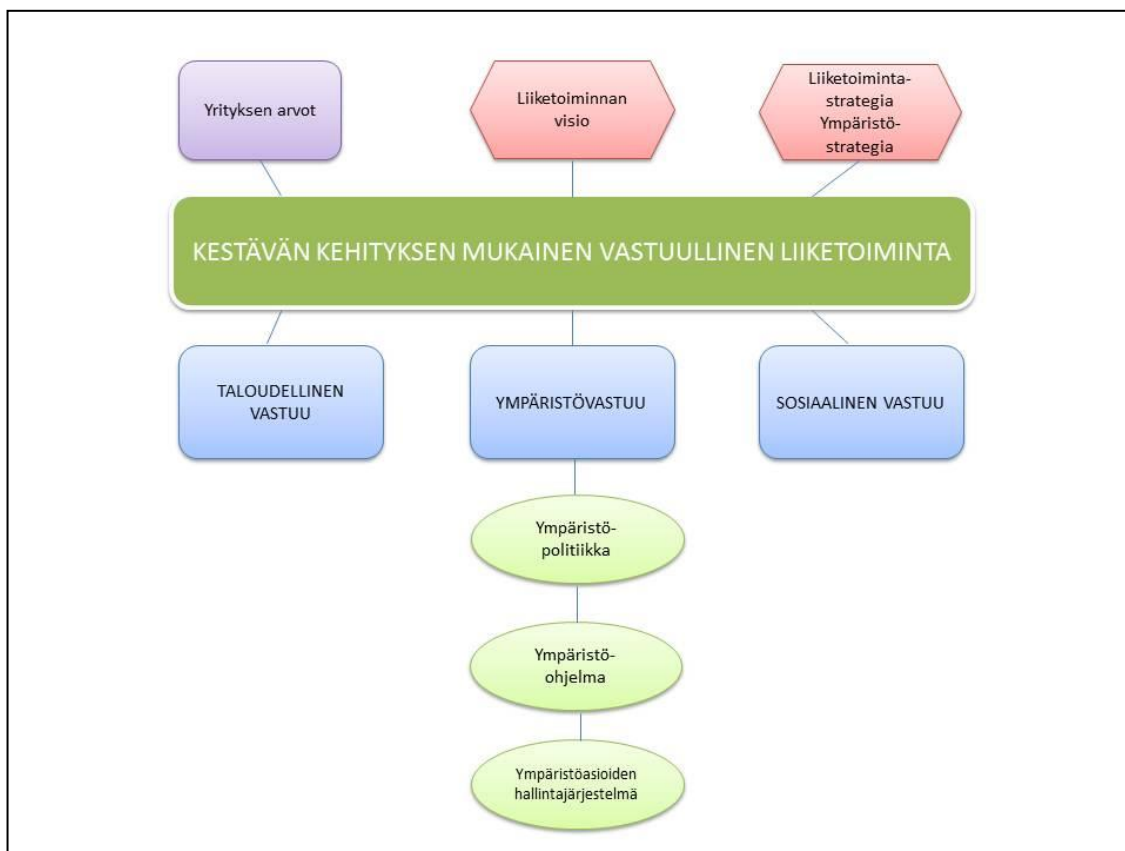 Yrityksen arvot
Liiketoiminnan
visio
Liiketoiminta-
strategia
Ympäristö-
strategia
KESTÄVÄN KEHITYKSEN MUKAINEN VASTUULLINEN LIIKETOIMINTA
TALOUDELLINEN
VASTUU
YMPÄRISTÖVASTUU
SOSIAALINEN VASTUU
Ympäristö-
politiikka
Ympäristö-
ohjelma
Ympäristöasioiden
hallintajärjestelmä